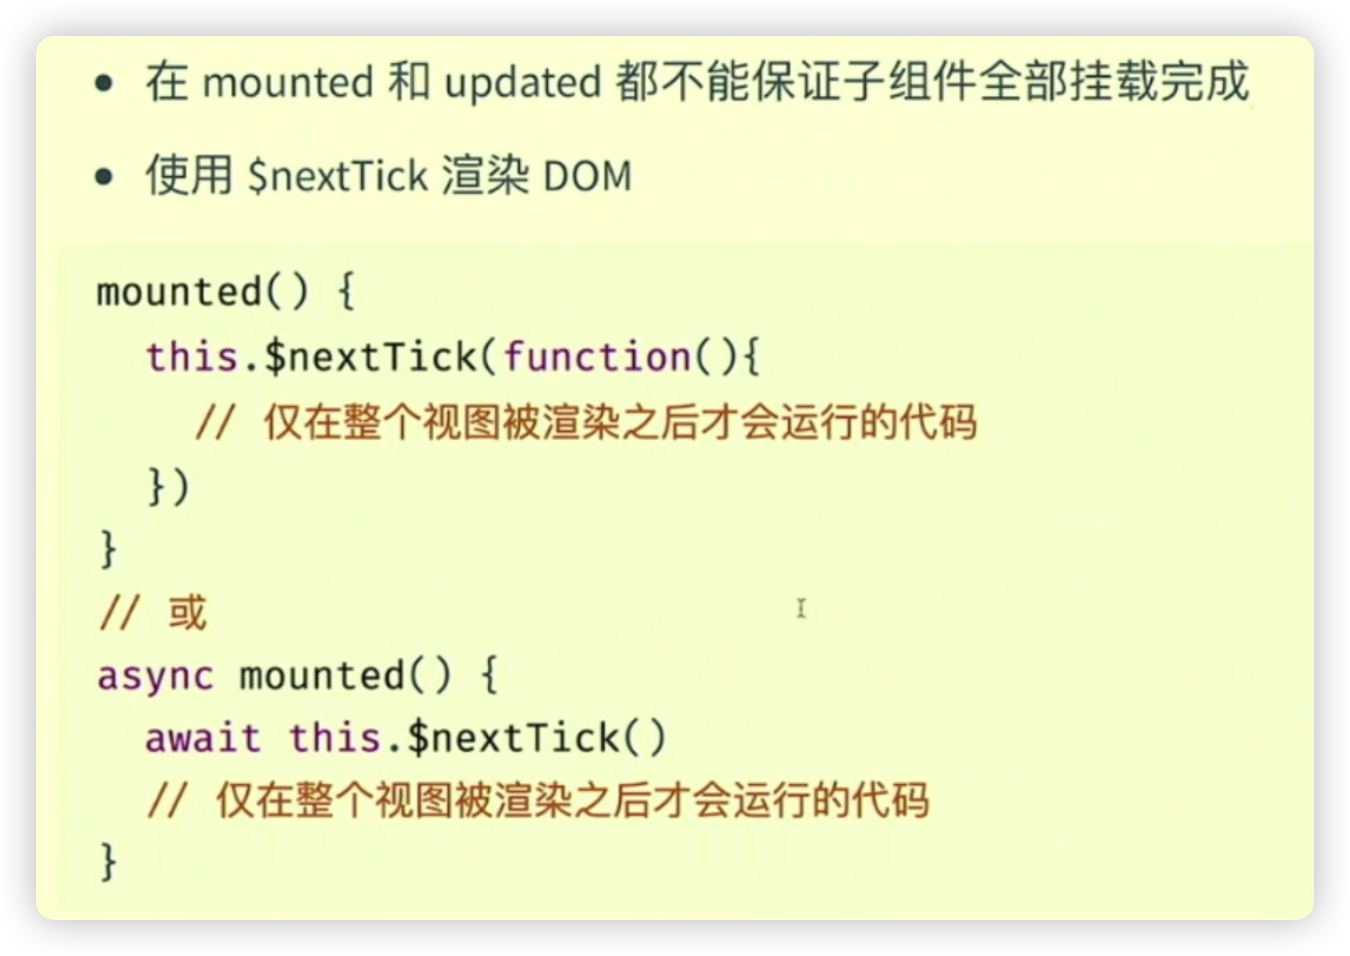 • 在 mounted 和 updated 都不能保证子组件全部挂载完成
• 使用 $nextTick 渲染 DOM
mounted() {
  this.$nextTick(function(){
    // 仅在整个视图被渲染之后才会运行的代码
  })
}
// 或
async mounted() {
  await this.$nextTick()
  // 仅在整个视图被渲染之后才会运行的代码
}